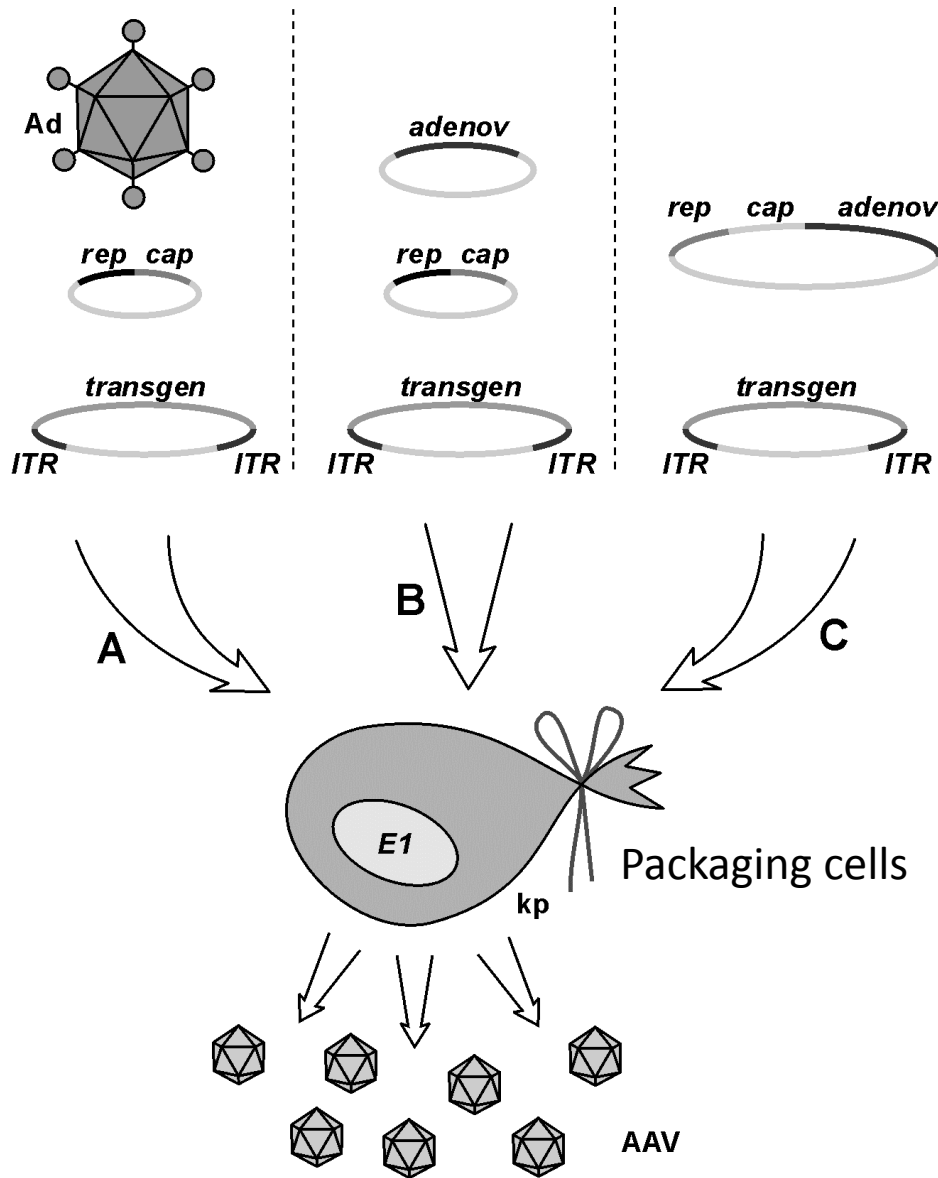 Ad
rep cap
transgen
ITR ITR
adenov
rep cap
transgen
ITR ITR
rep cap adenov
transgen
ITR ITR
A
B
C
E1
Packaging cells
kp
AAV